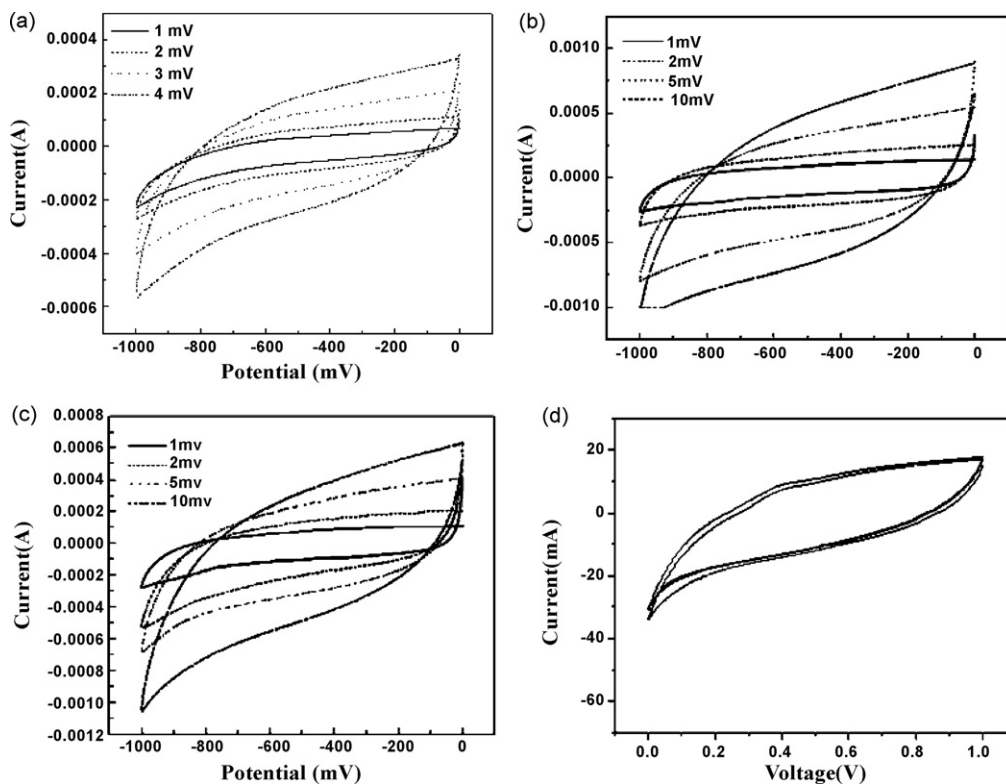 (a)
1 mV
2 mV
3 mV
4 mV
0.0004
0.0002
0.0000
-0.0002
-0.0004
-0.0006
Current(A)
-1000 -800 -600 -400 -200 0
Potential (mV)
(b)
1mV
2mV
5mV
10mV
0.0010
0.0005
0.0000
-0.0005
-0.0010
Current(A)
-1000 -800 -600 -400 -200 0
(c)
1mv
2mv
5mv
10mv
0.0008
0.0006
0.0004
0.0002
0.0000
-0.0002
-0.0004
-0.0006
-0.0008
-0.0010
-0.0012
Current(A)
-1000 -800 -600 -400 -200 0
Potential (mV)
(d)
20
0
-20
-40
-60
Current(mA)
0.0 0.2 0.4 0.6 0.8 1.0
Voltage(V)